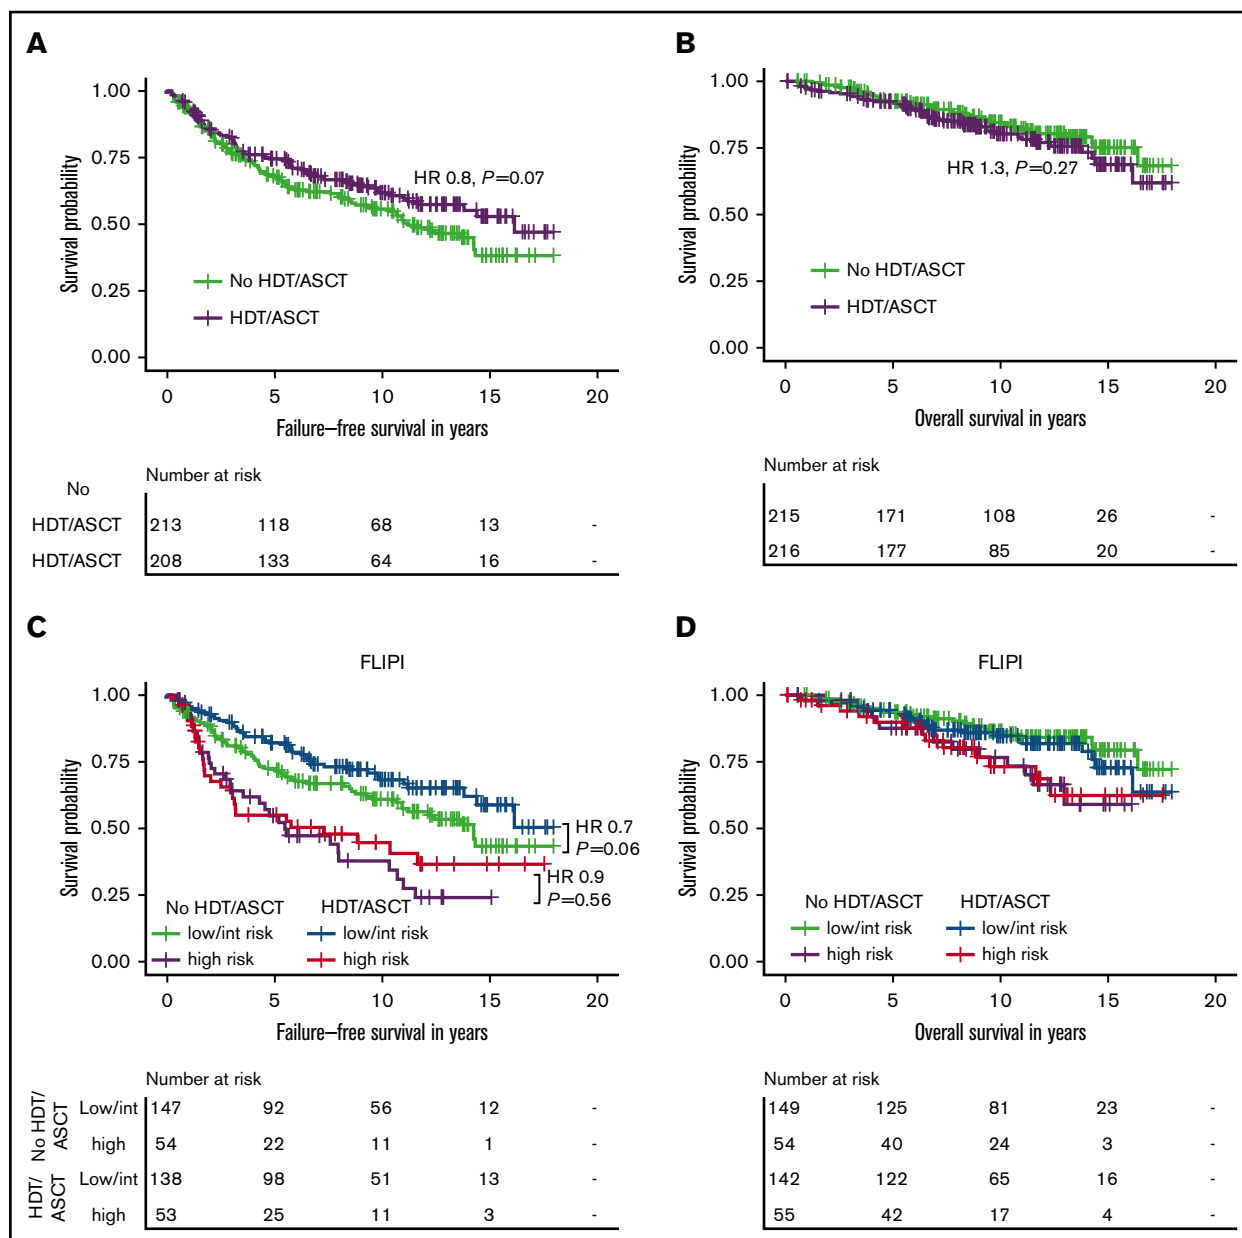 A
1.00
0.75
0.50
0.25
0.00
Survival probability
HR 0.8, P=0.07
No HDT/ASCT
HDT/ASCT
0 5 10 15 20
Failure–free survival in years
Number at risk
No
HDT/ASCT 213 118 68 13 -
HDT/ASCT 208 133 64 16 -
B
1.00
0.75
0.50
0.25
0.00
Survival probability
HR 1.3, P=0.27
No HDT/ASCT
HDT/ASCT
0 5 10 15 20
Overall survival in years
Number at risk
215 171 108 26 -
216 177 85 20 -
C
FLIPI
1.00
0.75
0.50
0.25
0.00
Survival probability
HR 0.7
P=0.06
HR 0.9
P=0.56
No HDT/ASCT HDT/ASCT
low/int risk low/int risk
high risk high risk
0 5 10 15 20
Failure–free survival in years
Number at risk
No HDT/
ASCT
Low/int 147 92 56 12 -
high 54 22 11 1 -
HDT/
ASCT
Low/int 138 98 51 13 -
high 53 25 11 3 -
D
FLIPI
1.00
0.75
0.50
0.25
0.00
Survival probability
No HDT/ASCT HDT/ASCT
low/int risk low/int risk
high risk high risk
0 5 10 15 20
Overall survival in years
Number at risk
149 125 81 23 -
54 40 24 3 -
142 122 65 16 -
55 42 17 4 -